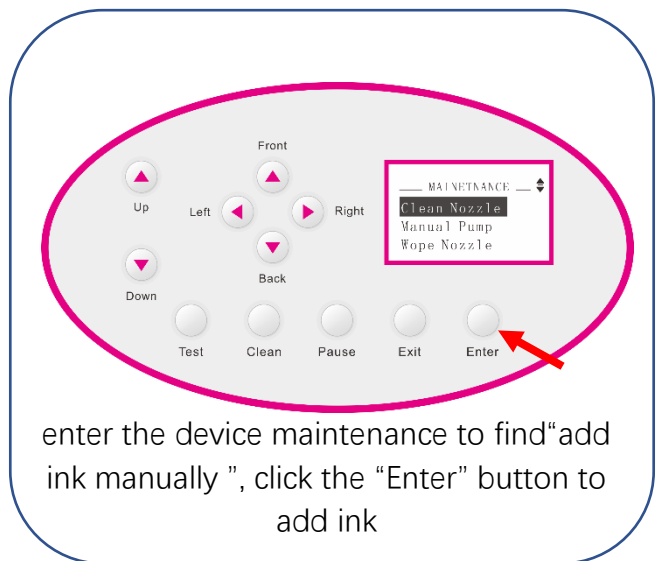 Front
Up
Left
Right
MAINETNANCE
Clean Nozzle
Manual Pump
Wope Nozzle
Back
Down
Test Clean Pause Exit Enter
enter the device maintenance to find“add
ink manually ”, click the “Enter” button to
add ink